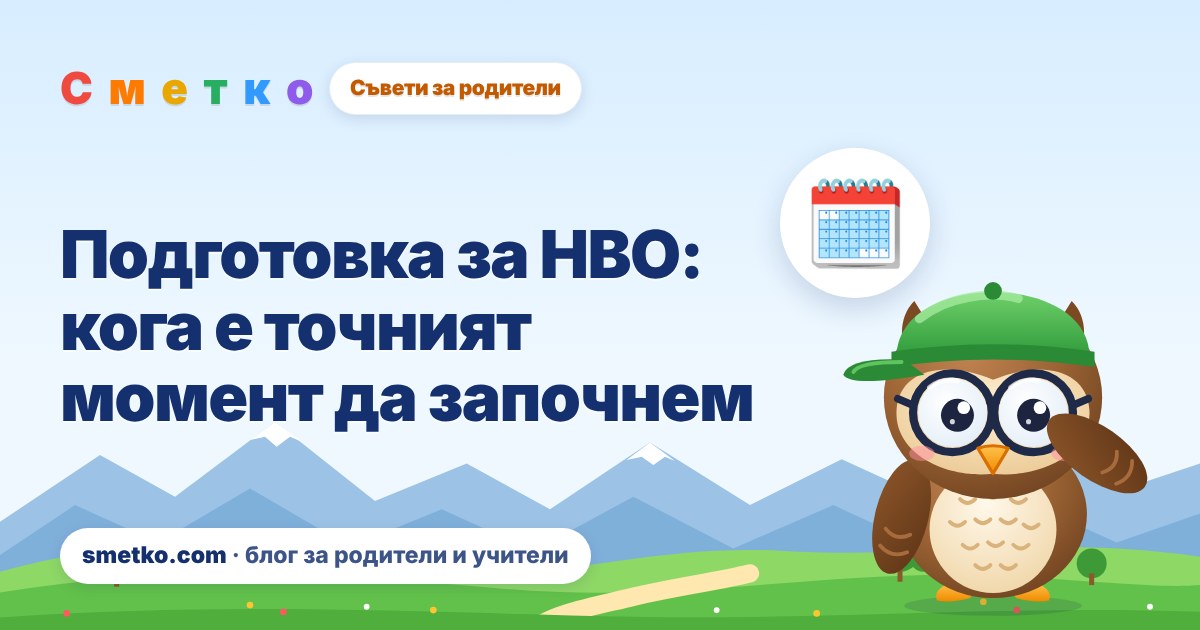 Сметко
Съвети за родители
Подготовка за НВО:
кога е точният
момент да започнем
smetko.com · блог за родители и учители